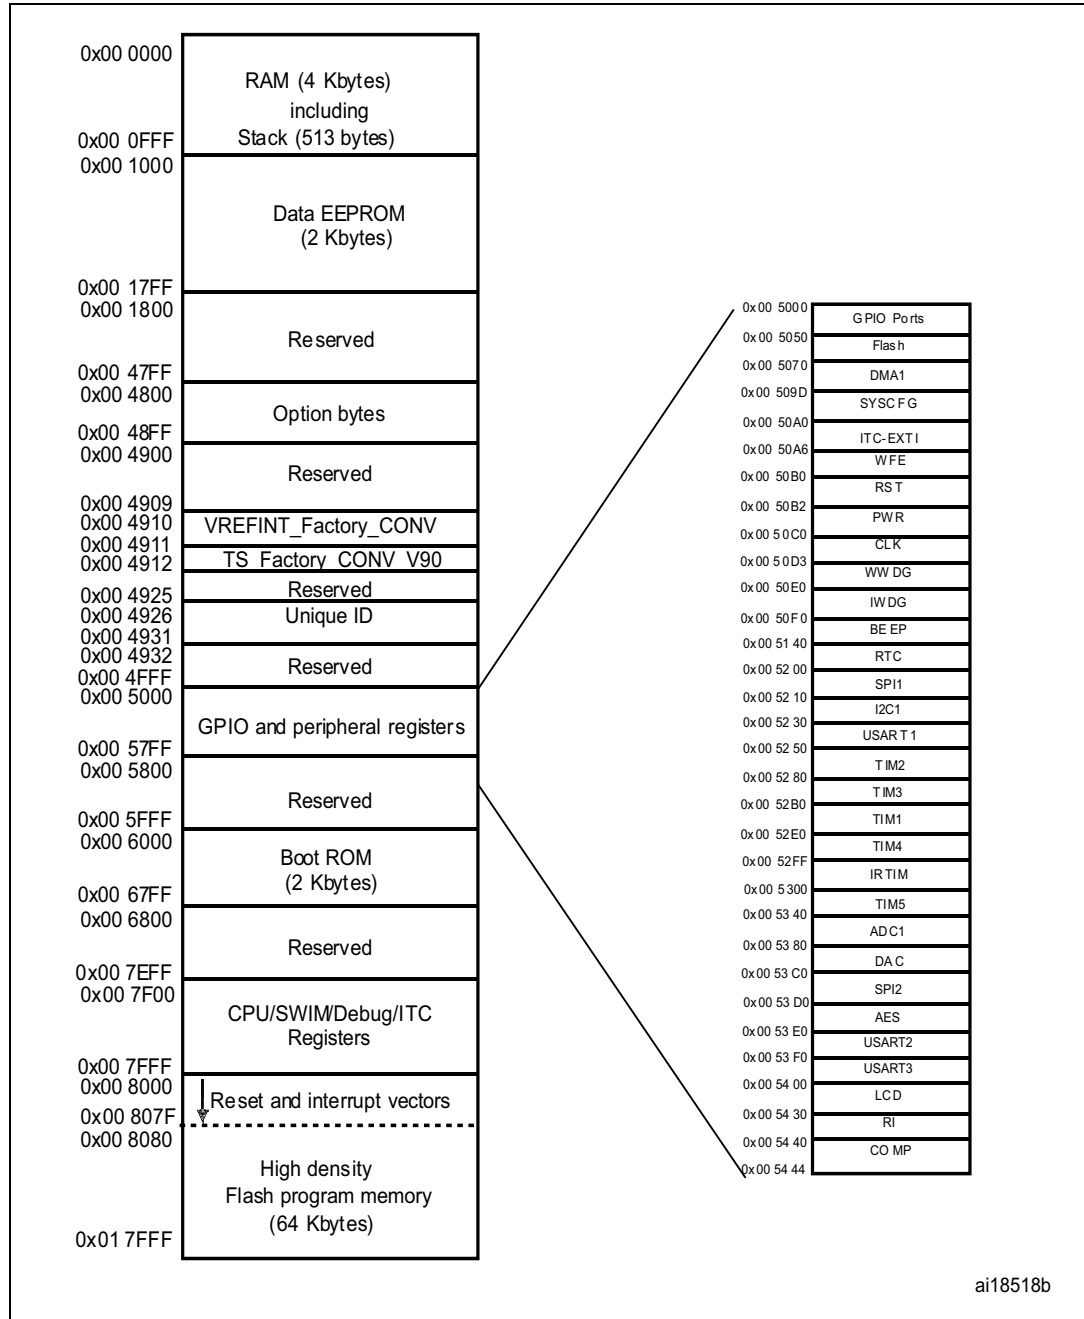 0x00 0000
RAM (4 Kbytes)
including
Stack (513 bytes)
0x00 0FFF
0x00 1000
Data EEPROM
(2 Kbytes)
0x00 17FF
0x00 1800
Reserved
0x00 47FF
0x00 4800
Option bytes
0x00 48FF
0x00 4900
Reserved
0x00 4909
0x00 4910
VREFINT_Factory_CONV
0x00 4911
0x00 4912
TS_Factory_CONV_V90
Reserved
0x00 4925
0x00 4926
Unique ID
0x00 4931
0x00 4932
Reserved
0x00 4FFF
0x00 5000
GPIO and peripheral registers
0x00 57FF
0x00 5800
Reserved
0x00 5FFF
0x00 6000
Boot ROM
(2 Kbytes)
0x00 67FF
0x00 6800
Reserved
0x00 7EFF
0x00 7F00
CPU/SWIM/Debug/ITC
Registers
0x00 7FFF
0x00 8000
Reset and interrupt vectors
0x00 807F
0x00 8080
High density
Flash program memory
(64 Kbytes)
0x01 7FFF
0x00 5000
GPIO Ports
0x00 5050
Flash
0x00 5070
DMA1
0x00 509D
SYSCFG
0x00 50A0
ITC-EXTI
0x00 50A6
WFE
0x00 50B0
RST
0x00 50B2
PWR
0x00 50C0
CLK
0x00 50D3
WWDG
0x00 50E0
IWDG
0x00 50F0
BEEP
0x00 5140
RTC
0x00 5200
SPI1
0x00 5210
I2C1
0x00 5230
USART1
0x00 5250
TIM2
0x00 5280
TIM3
0x00 52B0
TIM1
0x00 52E0
TIM4
0x00 52FF
IRTIM
0x00 5300
TIM5
0x00 5340
ADC1
0x00 5380
DAC
0x00 53C0
SPI2
0x00 53D0
AES
0x00 53E0
USART2
0x00 53F0
USART3
0x00 5400
LCD
0x00 5430
RI
0x00 5440
COMP
0x00 5444
ai18518b